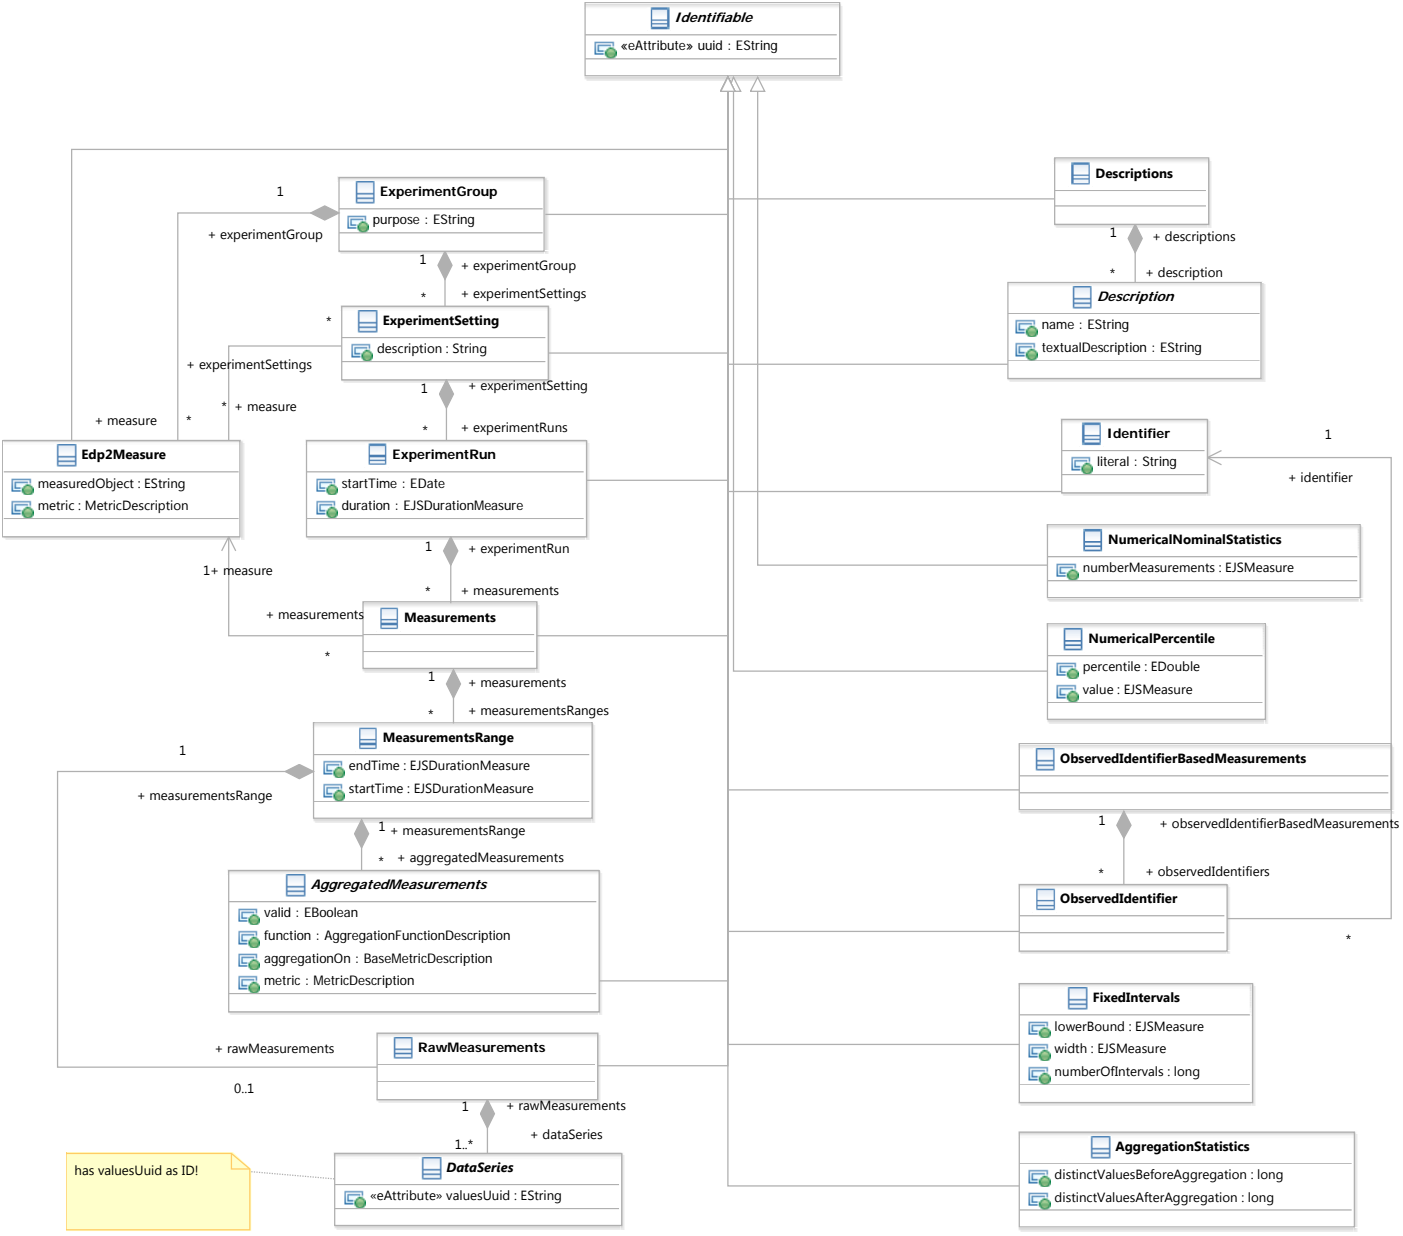 Identifiable
«eAttribute» uuid : EString
ExperimentGroup
purpose : EString
1
+ experimentGroup
1
+ experimentGroup
*
+ experimentSettings
ExperimentSetting
description : String
*
+ experimentSettings
* + measure
1
+ experimentSetting
*
+ experimentRuns
+ measure
*
Edp2Measure
measuredObject : EString
metric : MetricDescription
ExperimentRun
startTime : EDate
duration : EJSDurationMeasure
1
+ experimentRun
*
+ measurements
1+ measure
+ measurements
*
Measurements
1
+ measurements
*
+ measurementsRanges
MeasurementsRange
endTime : EJSDurationMeasure
startTime : EJSDurationMeasure
1
+ measurementsRange
1
+ measurementsRange
*
+ aggregatedMeasurements
AggregatedMeasurements
valid : EBoolean
function : AggregationFunctionDescription
aggregationOn : BaseMetricDescription
metric : MetricDescription
+ rawMeasurements
0..1
RawMeasurements
1
+ rawMeasurements
1..*
+ dataSeries
DataSeries
«eAttribute» valuesUuid : EString
has valuesUuid as ID!
Descriptions
1
+ descriptions
*
+ description
Description
name : EString
textualDescription : EString
Identifier
literal : String
1
+ identifier
NumericalNominalStatistics
numberMeasurements : EJSMeasure
NumericalPercentile
percentile : EDouble
value : EJSMeasure
ObservedIdentifierBasedMeasurements
1
+ observedIdentifierBasedMeasurements
*
+ observedIdentifiers
ObservedIdentifier
*
FixedIntervals
lowerBound : EJSMeasure
width : EJSMeasure
numberOfIntervals : long
AggregationStatistics
distinctValuesBeforeAggregation : long
distinctValuesAfterAggregation : long